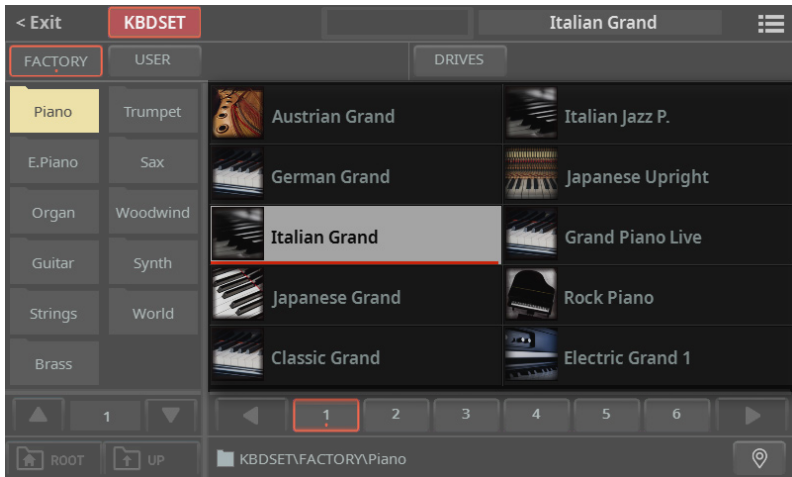 < Exit KBDSET Italian Grand
FACTORY USER DRIVES
Piano Trumpet Austrian Grand Italian Jazz P.
E.Piano Sax German Grand Japanese Upright
Organ Woodwind Italian Grand Grand Piano Live
Guitar Synth
Strings World Japanese Grand Rock Piano
Brass Classic Grand Electric Grand 1
1 1 2 3 4 5 6
ROOT UP KBDSET\FACTORY\Piano